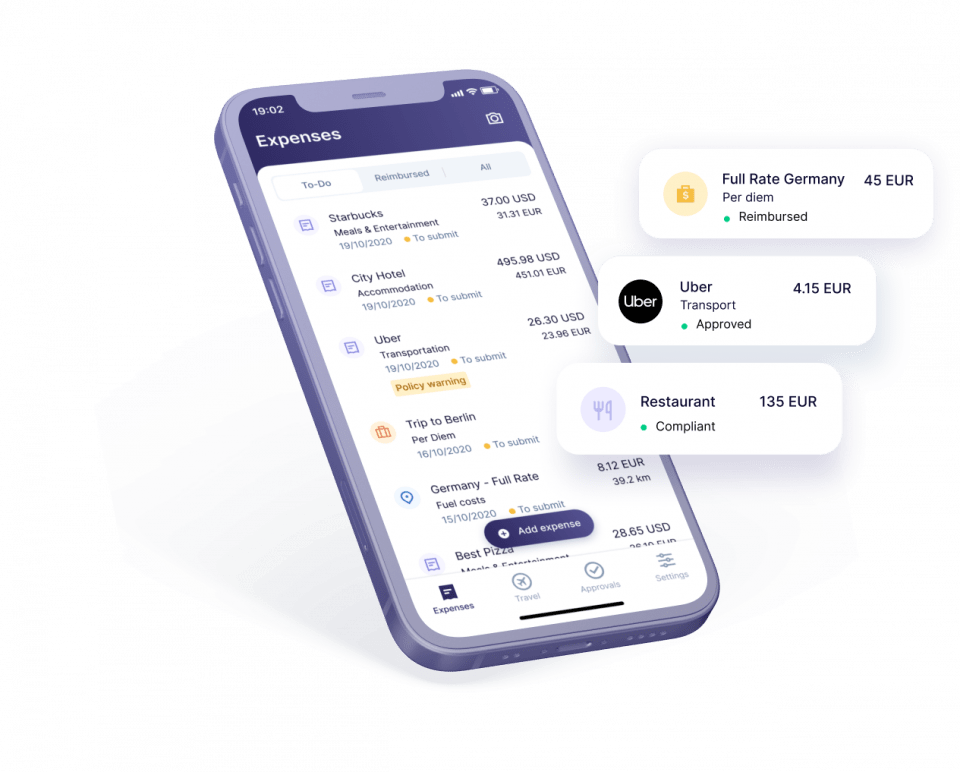 19:02
Expenses
To-Do
Reimbursed
All
Starbucks
37.00 USD
Meals & Entertainment
31.31 EUR
19/10/2020
To submit
City Hotel
495.98 USD
Accommodation
451.01 EUR
19/10/2020
To submit
Uber
26.30 USD
Transportation
23.96 EUR
19/10/2020
To submit
Policy warning
Trip to Berlin
Per Diem
16/10/2020
To submit
Germany - Full Rate
8.12 EUR
Fuel costs
39.2 km
15/10/2020
To submit
Add expense
Best Pizza
28.65 USD
Meals & Entertainment
Expenses
Travel
Approvals
Settings
Full Rate Germany
45 EUR
Per diem
Reimbursed
Uber
Uber
4.15 EUR
Transport
Approved
Restaurant
135 EUR
Compliant